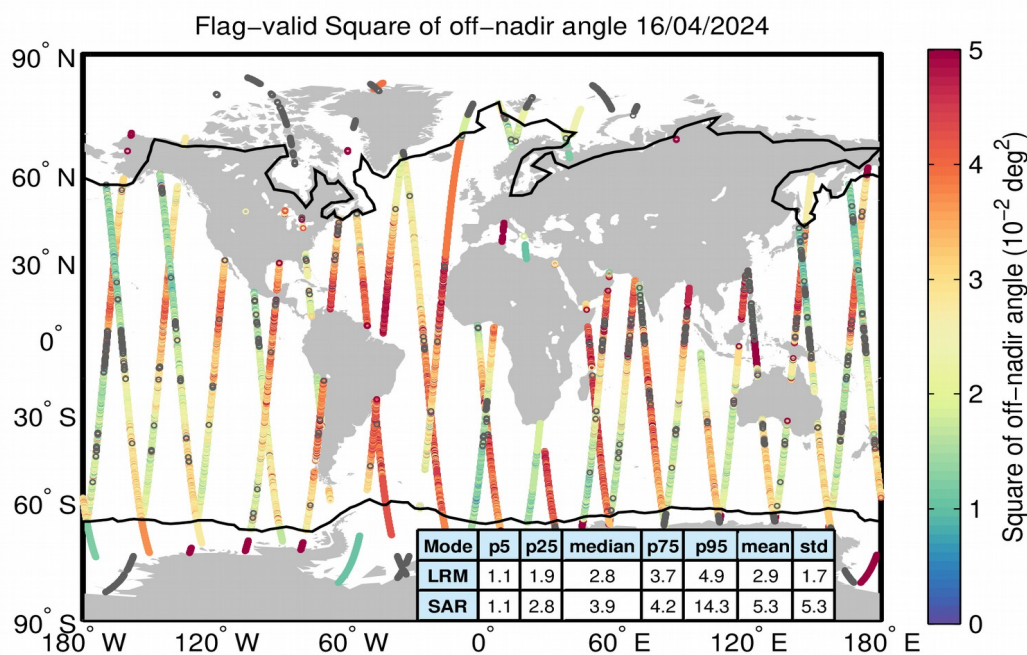 Flag−valid Square of off−nadir angle 16/04/2024
90° N
60° N
30° N
0°
30° S
60° S
90° S
180° W
120° W
60° W
0°
60° E
120° E
180° E
Mode p5 p25 median p75 p95 mean std
LRM 1.1 1.9 2.8 3.7 4.9 2.9 1.7
SAR 1.1 2.8 3.9 4.2 14.3 5.3 5.3
5
4
3
2
1
0
Square of off−nadir angle (10⁻² deg²)